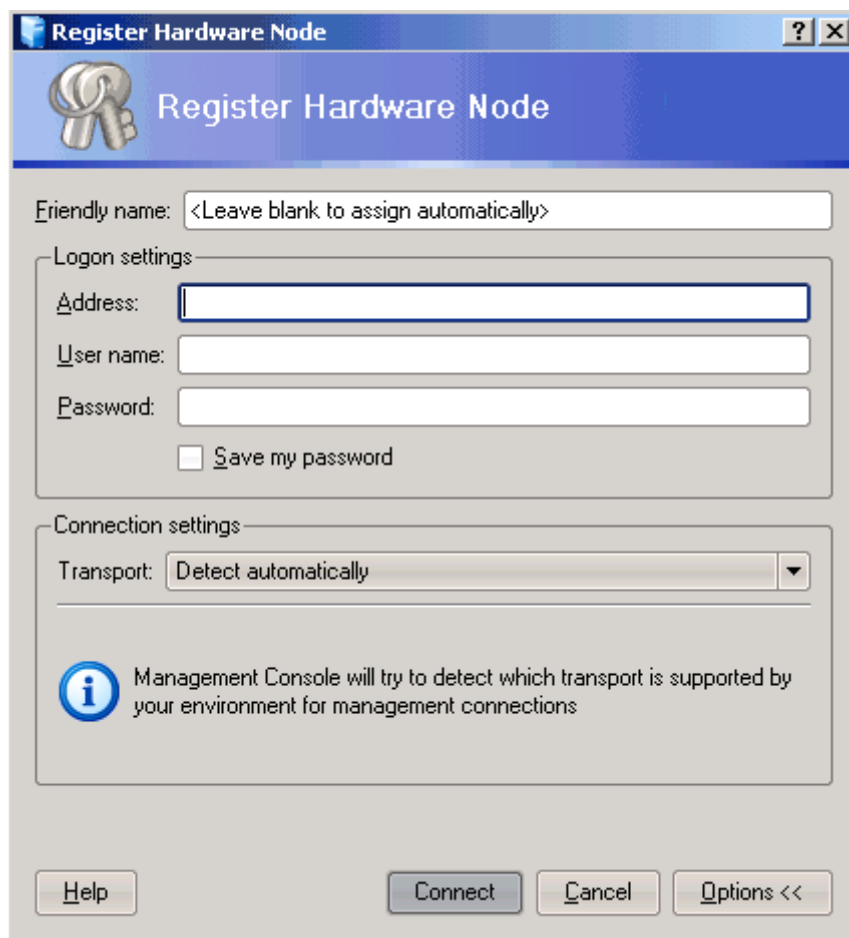 Register Hardware Node
Register Hardware Node
Friendly name: <Leave blank to assign automatically>
Logon settings
Address:
User name:
Password:
Save my password
Connection settings
Transport: Detect automatically
Management Console will try to detect which transport is supported by
your environment for management connections
Help Connect Cancel Options <<